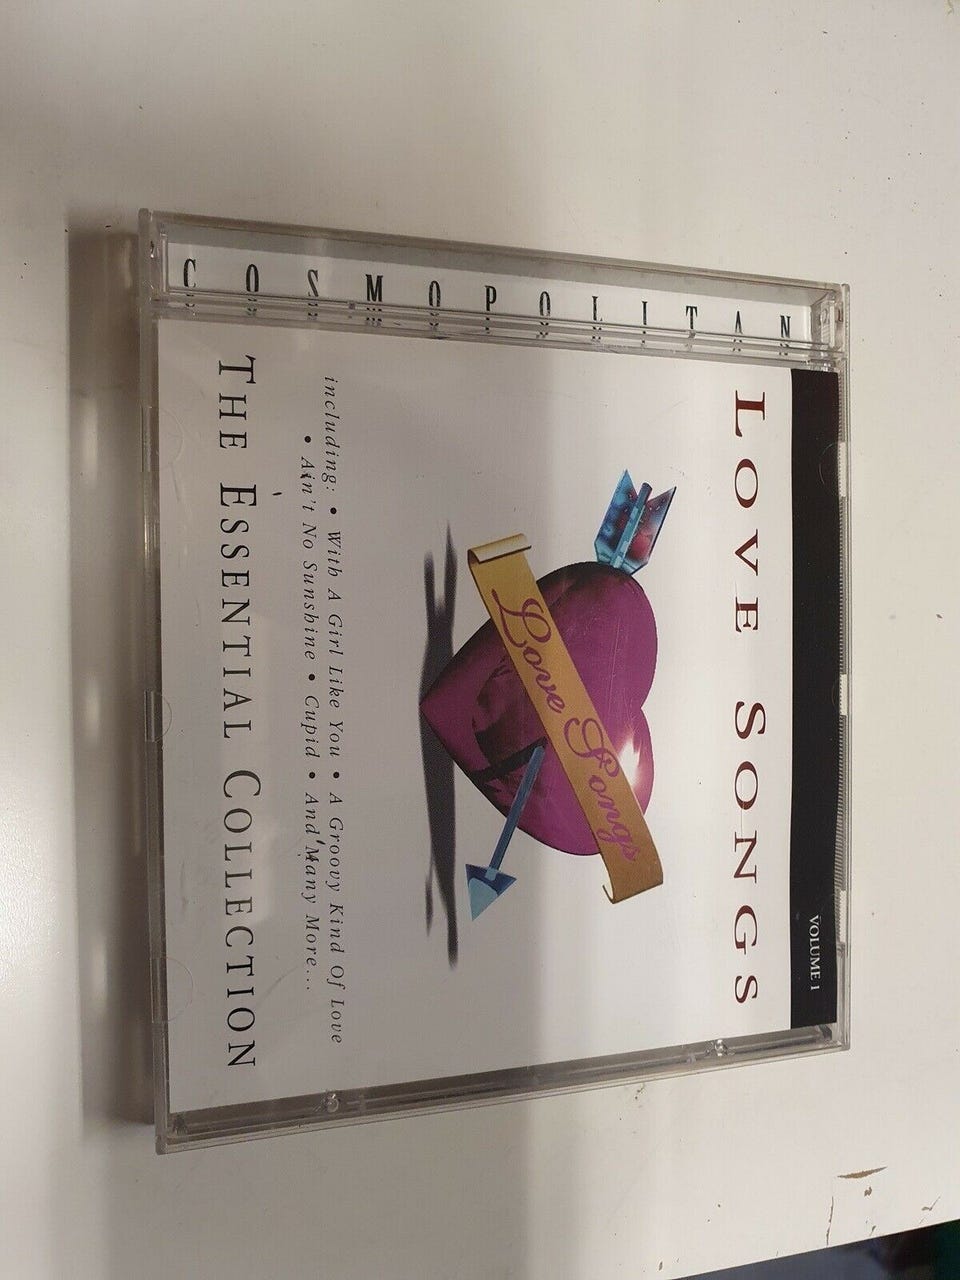 COSMOPOLITAN
VOLUME 1
LOVE SONGS
Love Songs
including: • With A Girl Like You • A Groovy Kind Of Love
• Ain't No Sunshine • Cupid • And Many More...
THE ESSENTIAL COLLECTION